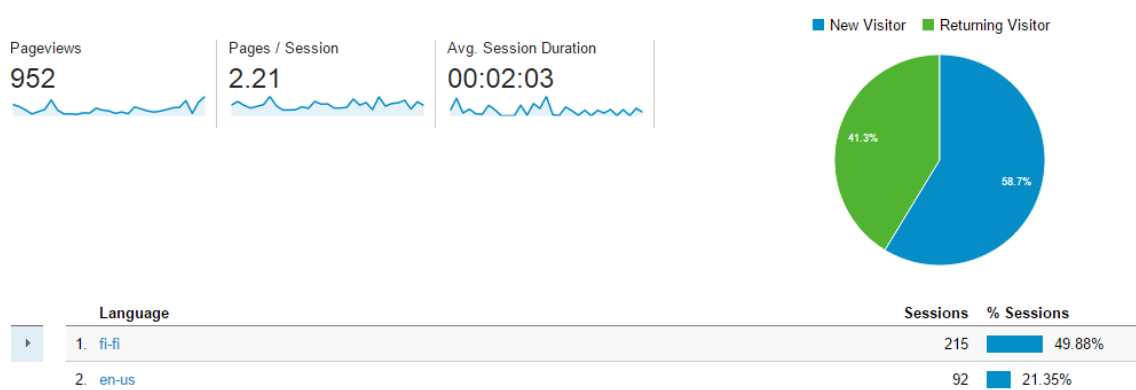 New Visitor Returning Visitor
Pageviews Pages / Session Avg. Session Duration
952 2.21 00:02:03
41.3%
58.7%
Language Sessions % Sessions
1. fi-fi 215 49.88%
2. en-us 92 21.35%